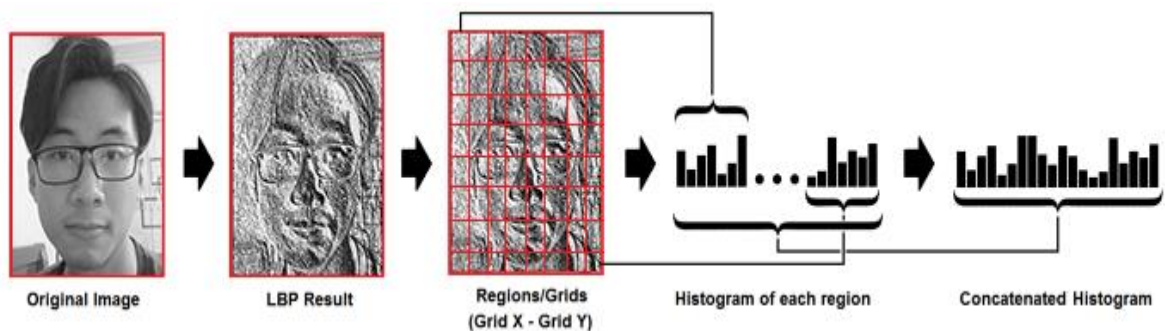 Original Image
LBP Result
Regions/Grids
(Grid X - Grid Y)
Histogram of each region
Concatenated Histogram